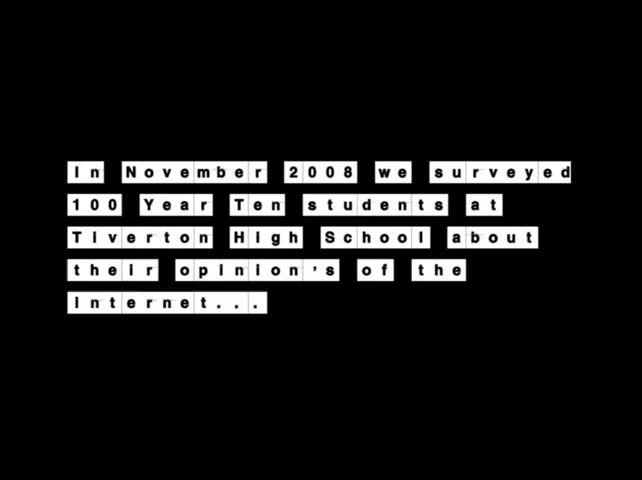 In November 2008 we surveyed
100 Year Ten students at
Tiverton High School about
their opinion's of the
internet...